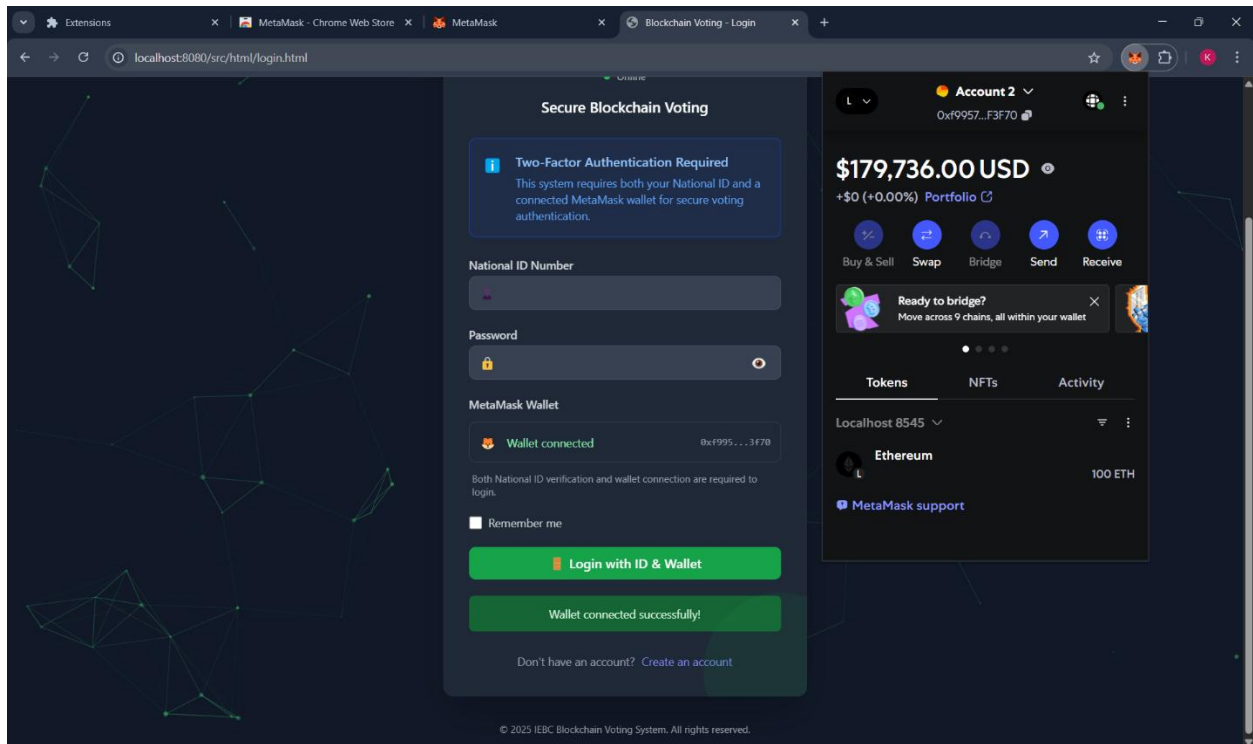 Extensions
MetaMask - Chrome Web Store
MetaMask
Blockchain Voting - Login
localhost:8080/src/html/login.html
K
Online
Secure Blockchain Voting
Two-Factor Authentication Required
This system requires both your National ID and a
connected MetaMask wallet for secure voting
authentication.
National ID Number
Password
MetaMask Wallet
Wallet connected
0xf995...3f70
Both National ID verification and wallet connection are required to
login.
Remember me
Login with ID & Wallet
Wallet connected successfully!
Don't have an account? Create an account
© 2025 IEBC Blockchain Voting System. All rights reserved.
L
Account 2
0xf9957...F3F70
$179,736.00 USD
+$0 (+0.00%) Portfolio
Buy & Sell
Swap
Bridge
Send
Receive
Ready to bridge?
Move across 9 chains, all within your wallet
Tokens
NFTs
Activity
Localhost 8545
Ethereum
L
100 ETH
MetaMask support